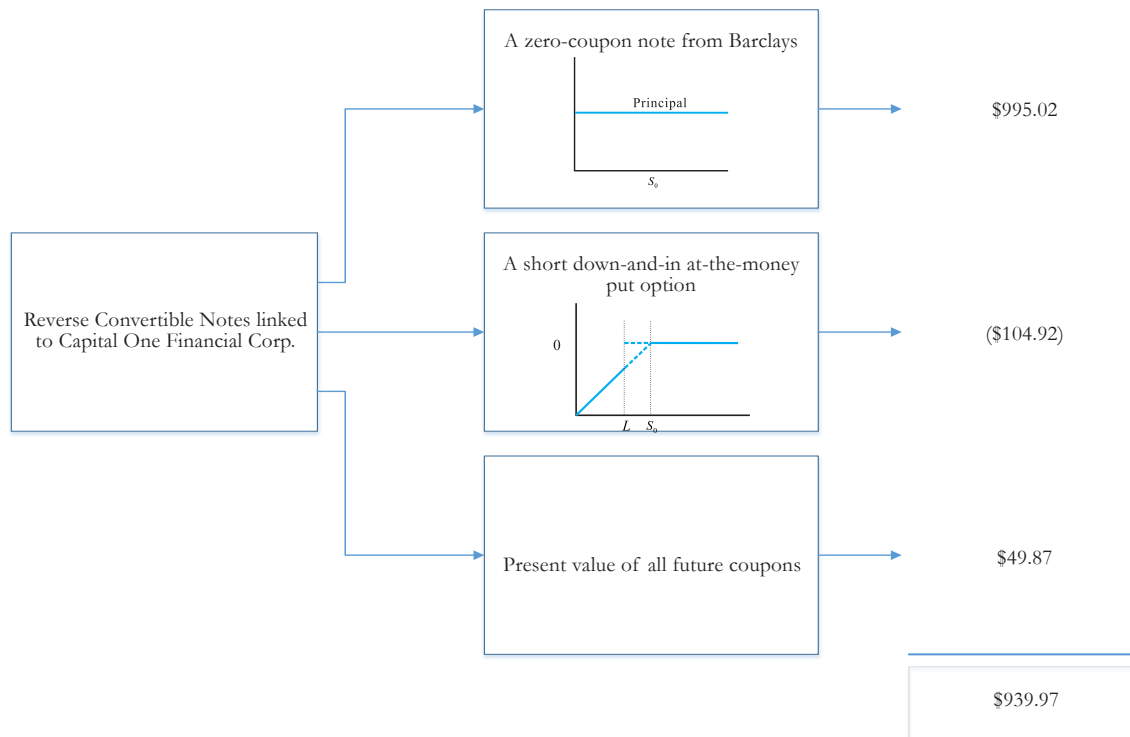 A zero-coupon note from Barclays
Principal
S₀
$995.02
Reverse Convertible Notes linked
to Capital One Financial Corp.
A short down-and-in at-the-money
put option
0
L S₀
($104.92)
Present value of all future coupons
$49.87
$939.97